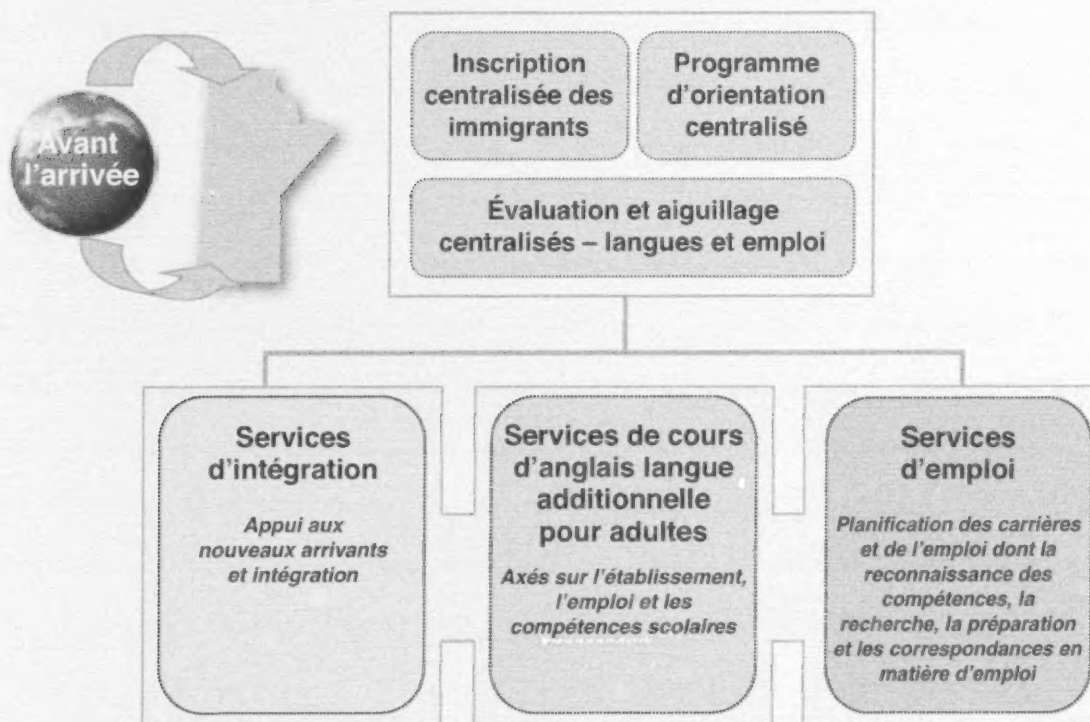 Avant
l'arrivée
Inscription
centralisée des
immigrants
Programme
d'orientation
centralisé
Évaluation et aiguillage
centralisés – langues et emploi
Services
d'intégration
Appui aux
nouveaux arrivants
et intégration
Services de cours
d'anglais langue
additionnelle
pour adultes
Axés sur l'établissement,
l'emploi et les
compétences scolaires
Services
d'emploi
Planification des carrières
et de l'emploi dont la
reconnaissance des
compétences, la
recherche, la préparation
et les correspondances en
matière d'emploi